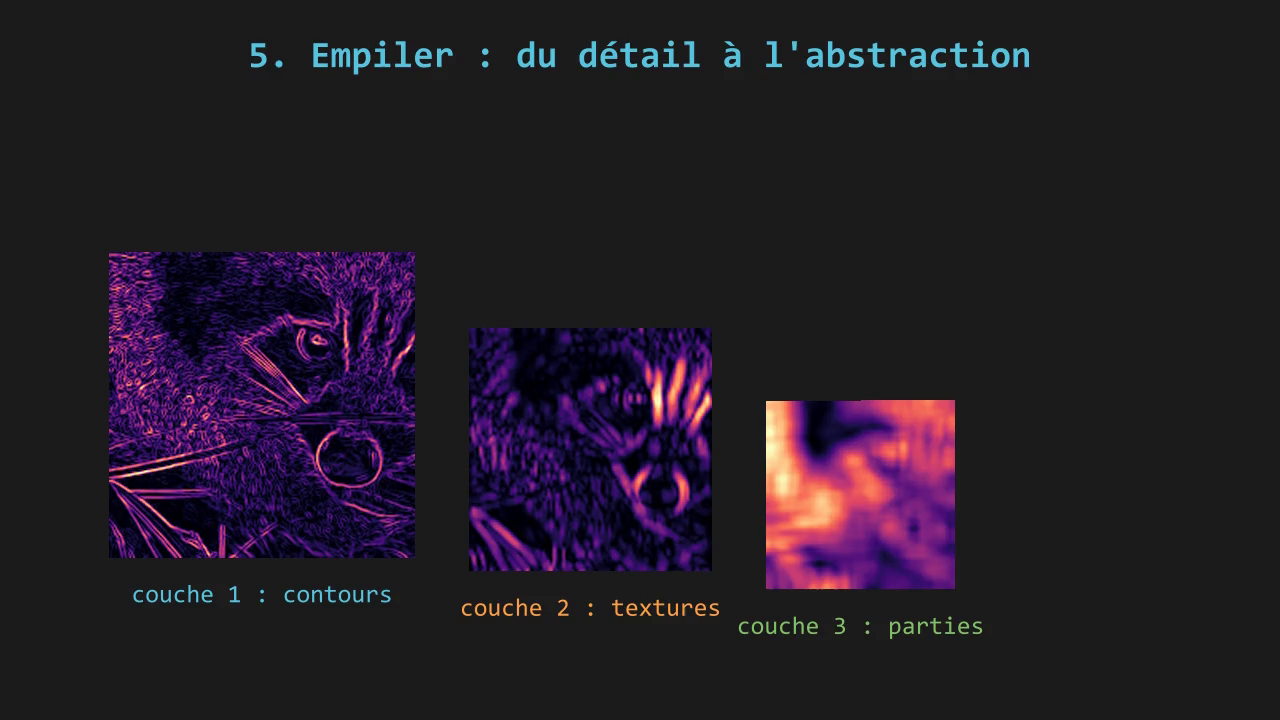 5. Empiler : du détail à l'abstraction
couche 1 : contours
couche 2 : textures
couche 3 : parties